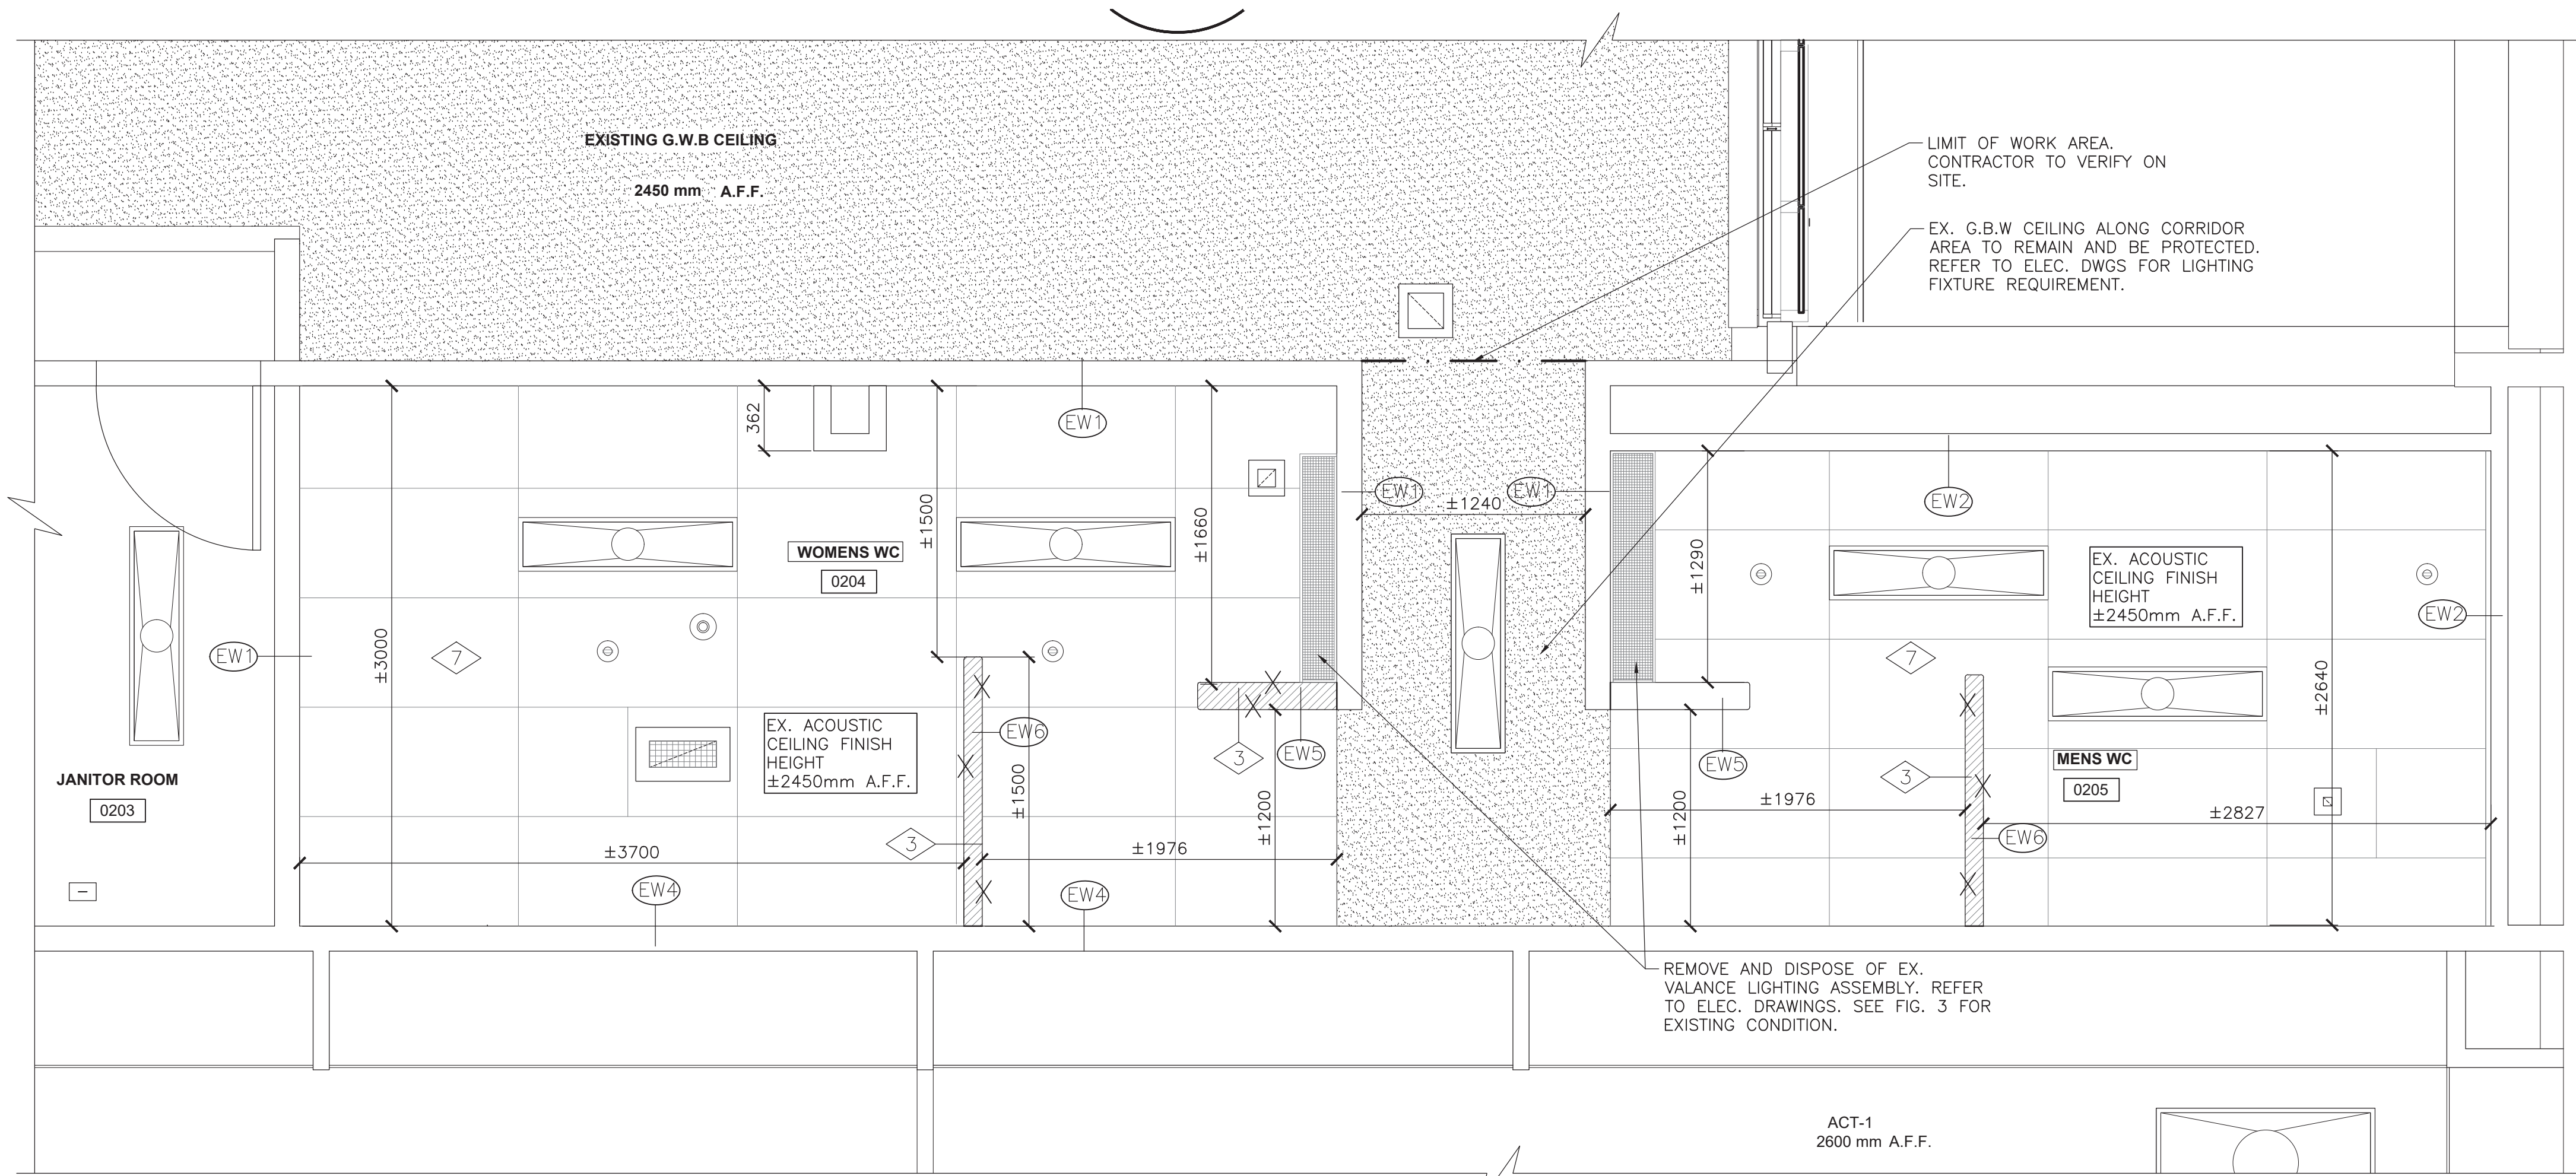 EXISTING G.W.B CEILING
2450 mm A.F.F.
LIMIT OF WORK AREA.
CONTRACTOR TO VERIFY ON
SITE.
EX. G.B.W CEILING ALONG CORRIDOR
AREA TO REMAIN AND BE PROTECTED.
REFER TO ELEC. DWGS FOR LIGHTING
FIXTURE REQUIREMENT.
362
EW1
±1500
±1660
EW1
EW1
±1240
±1290
EW2
WOMENS WC
0204
EX. ACOUSTIC
CEILING FINISH
HEIGHT
±2450mm A.F.F.
EW2
EW1
±3000
7
7
±2640
EX. ACOUSTIC
CEILING FINISH
HEIGHT
±2450mm A.F.F.
EW6
±1500
3
EW5
EW5
3
MENS WC
0205
JANITOR ROOM
0203
±1200
±1200
±1976
±2827
3
±3700
±1976
EW6
EW4
EW4
REMOVE AND DISPOSE OF EX.
VALANCE LIGHTING ASSEMBLY. REFER
TO ELEC. DRAWINGS. SEE FIG. 3 FOR
EXISTING CONDITION.
ACT-1
2600 mm A.F.F.